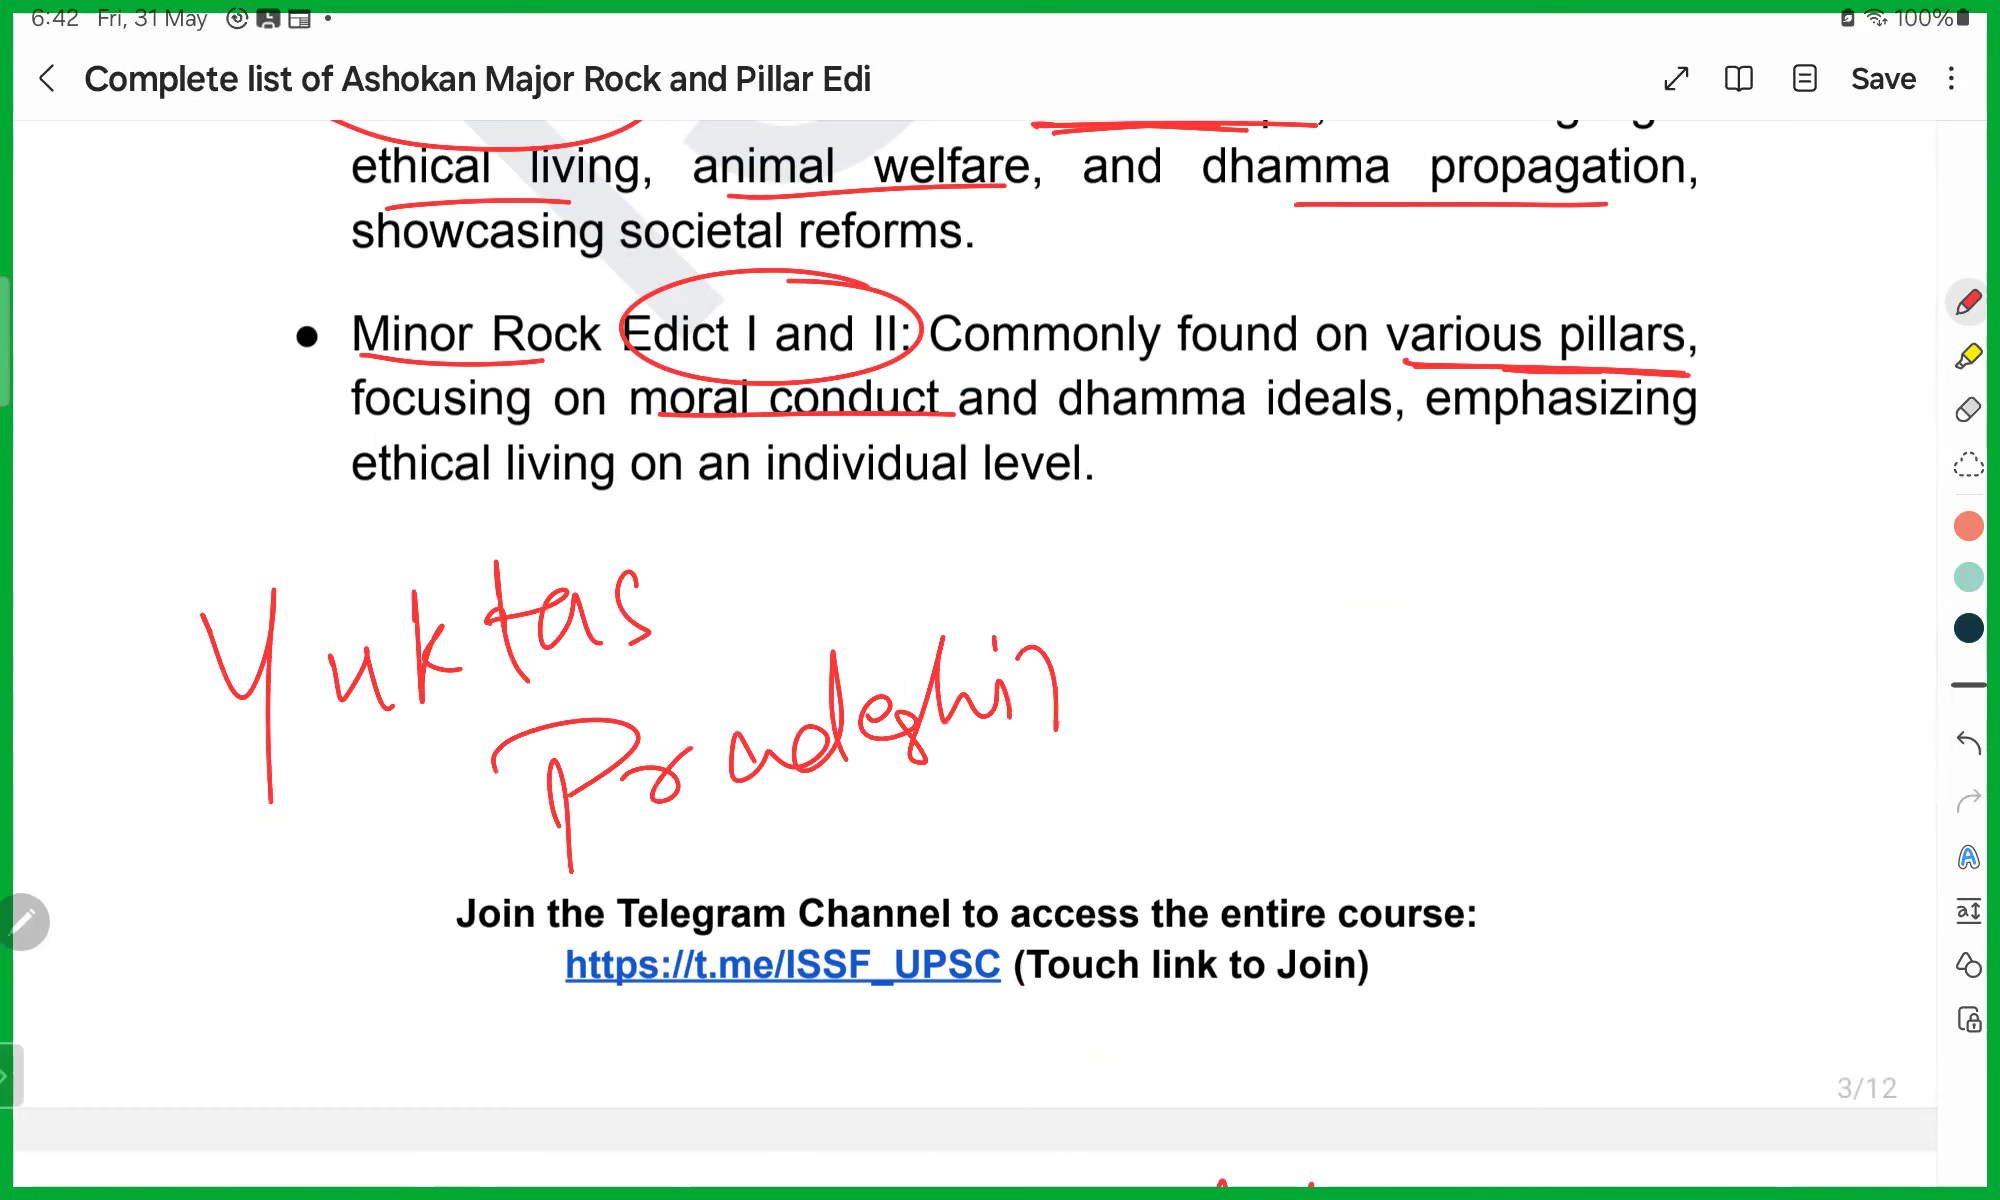 6:42 Fri, 31 May
100%
Complete list of Ashokan Major Rock and Pillar Edi
Save
ethical living, animal welfare, and dhamma propagation,
showcasing societal reforms.
● Minor Rock Edict I and II: Commonly found on various pillars,
focusing on moral conduct and dhamma ideals, emphasizing
ethical living on an individual level.
Yuktas
Pradeshin
Join the Telegram Channel to access the entire course:
https://t.me/ISSF_UPSC (Touch link to Join)
3/12